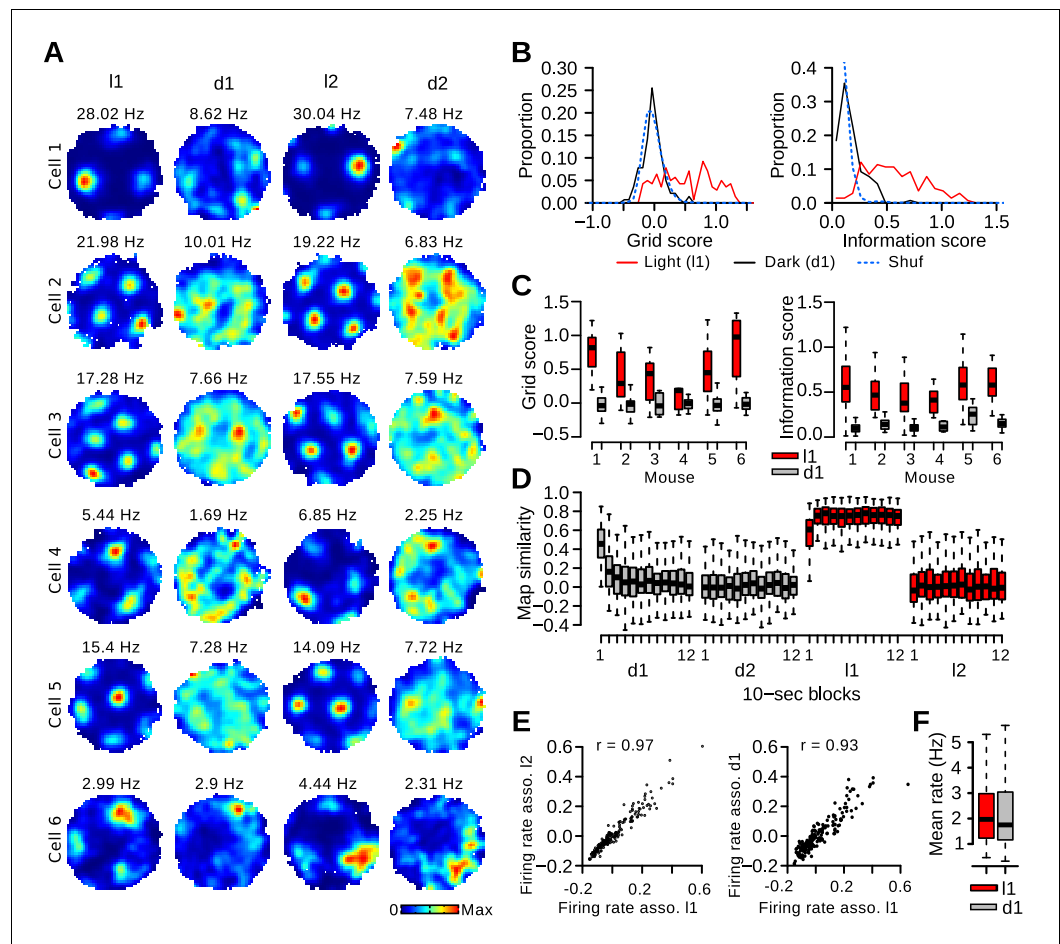 A
l1 d1 l2 d2
28.02 Hz 8.62 Hz 30.04 Hz 7.48 Hz
Cell 1
21.98 Hz 10.01 Hz 19.22 Hz 6.83 Hz
Cell 2
17.28 Hz 7.66 Hz 17.55 Hz 7.59 Hz
Cell 3
5.44 Hz 1.69 Hz 6.85 Hz 2.25 Hz
Cell 4
15.4 Hz 7.28 Hz 14.09 Hz 7.72 Hz
Cell 5
2.99 Hz 2.9 Hz 4.44 Hz 2.31 Hz
Cell 6
0 Max
B
Proportion
0.30
0.25
0.20
0.15
0.10
0.05
0.00
−1.0 0.0 1.0
Grid score
Proportion
0.4
0.3
0.2
0.1
0.0
0.0 0.5 1.0 1.5
Information score
Light (l1) Dark (d1) Shuf
C
Grid score
1.5
1.0
0.5
0.0
−0.5
1 2 3 4 5 6
Mouse
Information score
1.5
1.0
0.5
0.0
1 2 3 4 5 6
Mouse
l1
d1
D
Map similarity
1.0
0.8
0.6
0.4
0.2
0.0
−0.2
−0.4
1 12 1 12 1 12 1 12
d1 d2 l1 l2
10−sec blocks
E
Firing rate asso. l2
r = 0.97
0.6
0.4
0.2
0.0
−0.2
-0.2 0.2 0.6
Firing rate asso. l1
Firing rate asso. d1
r = 0.93
0.6
0.4
0.2
0.0
−0.2
-0.2 0.2 0.6
Firing rate asso. l1
F
Mean rate (Hz)
5
4
3
2
1
l1
d1